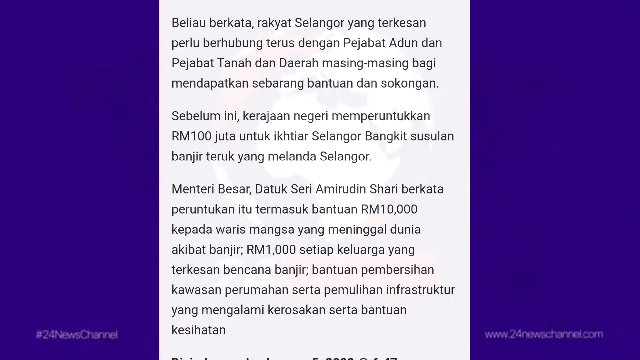 Beliau berkata, rakyat Selangor yang terkesan
perlu berhubung terus dengan Pejabat Adun dan
Pejabat Tanah dan Daerah masing-masing bagi
mendapatkan sebarang bantuan dan sokongan.
Sebelum ini, kerajaan negeri memperuntukkan
RM100 juta untuk ikhtiar Selangor Bangkit susulan
banjir teruk yang melanda Selangor.
Menteri Besar, Datuk Seri Amirudin Shari berkata
peruntukan itu termasuk bantuan RM10,000
kepada waris mangsa yang meninggal dunia
akibat banjir; RM1,000 setiap keluarga yang
terkesan bencana banjir; bantuan pembersihan
kawasan perumahan serta pemulihan infrastruktur
yang mengalami kerosakan serta bantuan
kesihatan
#24NewsChannel
www.24newschannel.com